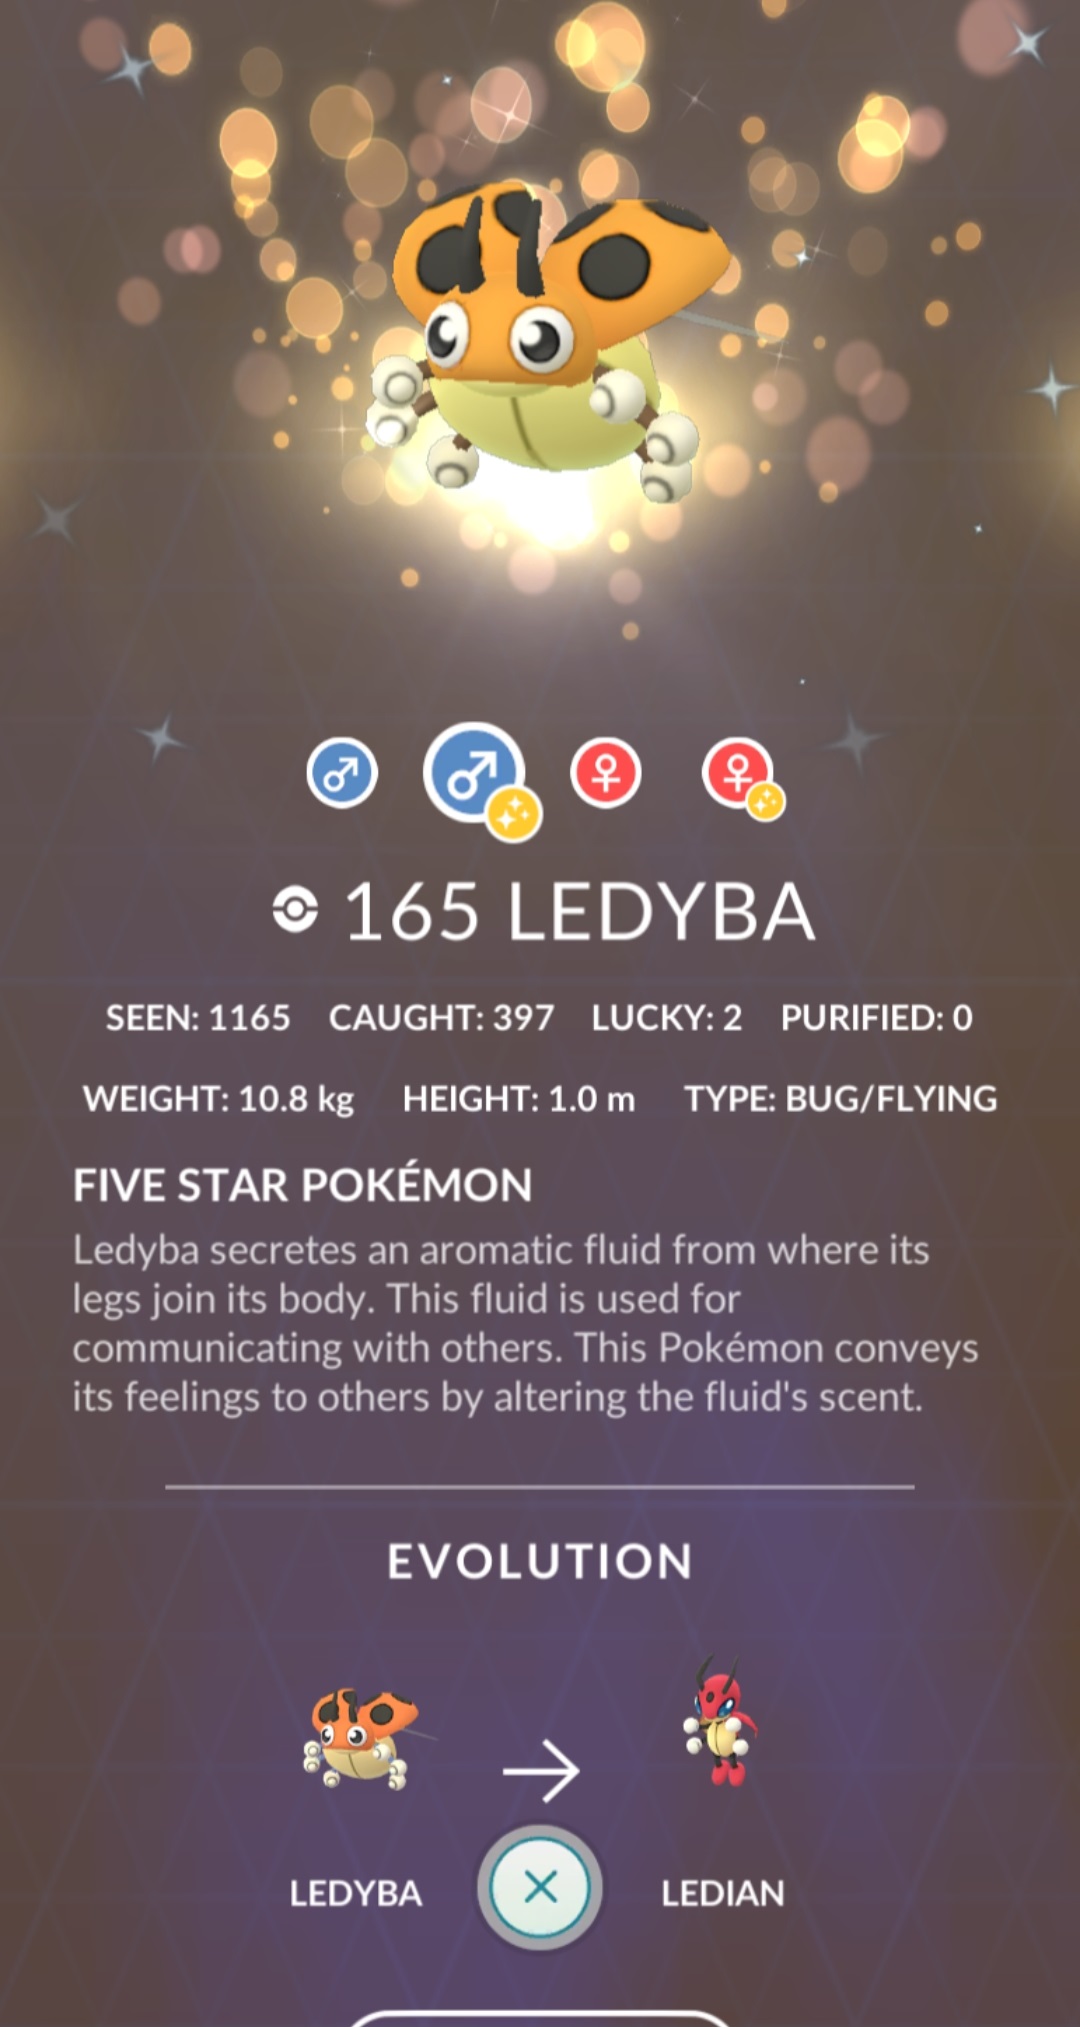 165 LEDYBA
SEEN: 1165 CAUGHT: 397 LUCKY: 2 PURIFIED: 0
WEIGHT: 10.8 kg HEIGHT: 1.0 m TYPE: BUG/FLYING
FIVE STAR POKÉMON
Ledyba secretes an aromatic fluid from where its
legs join its body. This fluid is used for
communicating with others. This Pokémon conveys
its feelings to others by altering the fluid's scent.
EVOLUTION
LEDYBA LEDIAN